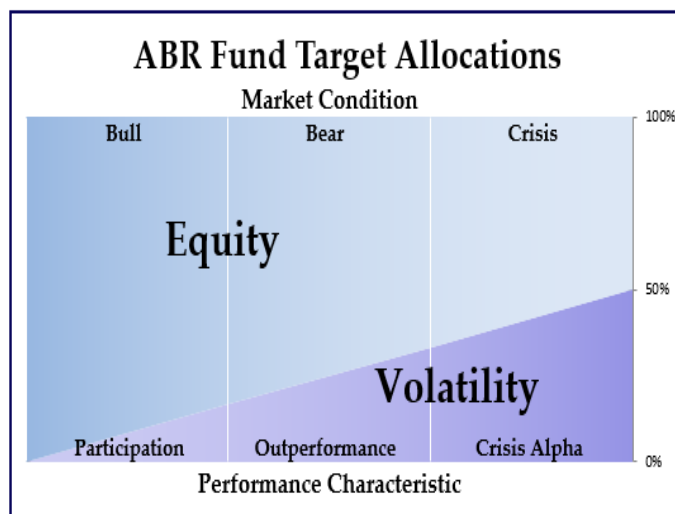 ABR Fund Target Allocations
Market Condition
100%
Bull Bear Crisis
Equity
50%
Volatility
Participation Outperformance Crisis Alpha
0%
Performance Characteristic